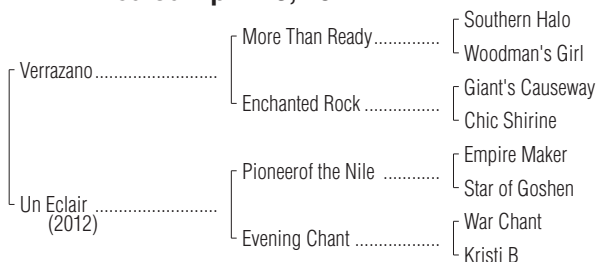 Southern Halo
More Than Ready..............
Woodman's Girl
Verrazano..........................
Giant's Causeway
Enchanted Rock ................
Chic Shirine
Empire Maker
Pioneerof the Nile ............
Star of Goshen
Un Eclair ..........................
(2012)
War Chant
Evening Chant ..................
Kristi B